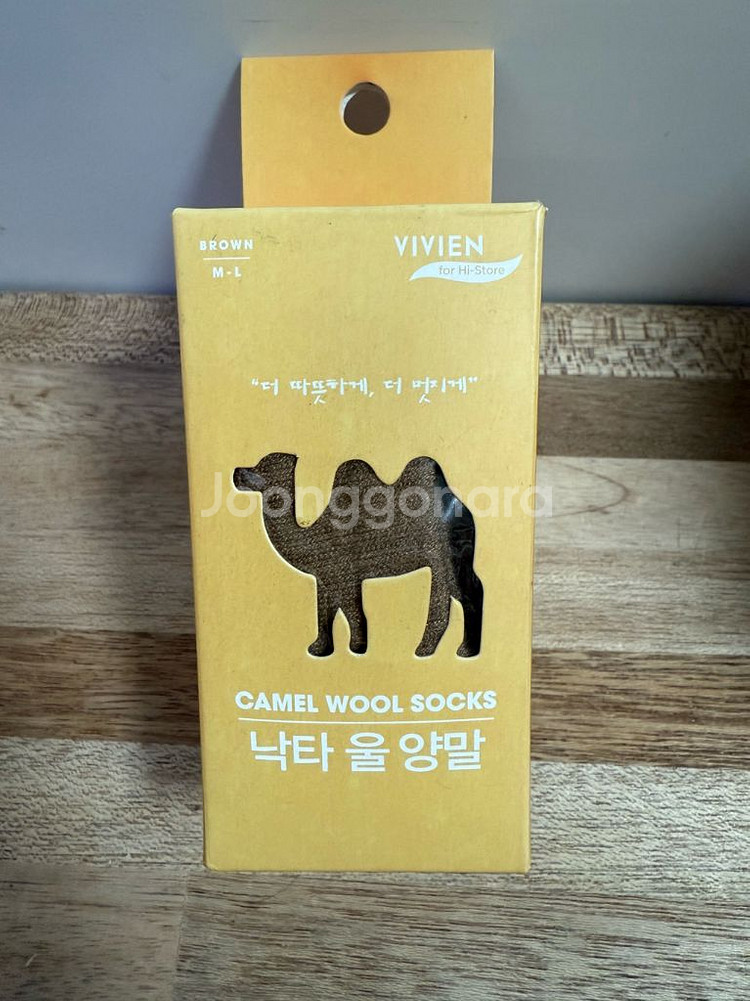 BROWN
M-L
VIVIEN
for Hi-Store
“더 따뜻하게, 더 멋지게”
Joonggonara
CAMEL WOOL SOCKS
낙타 울 양말